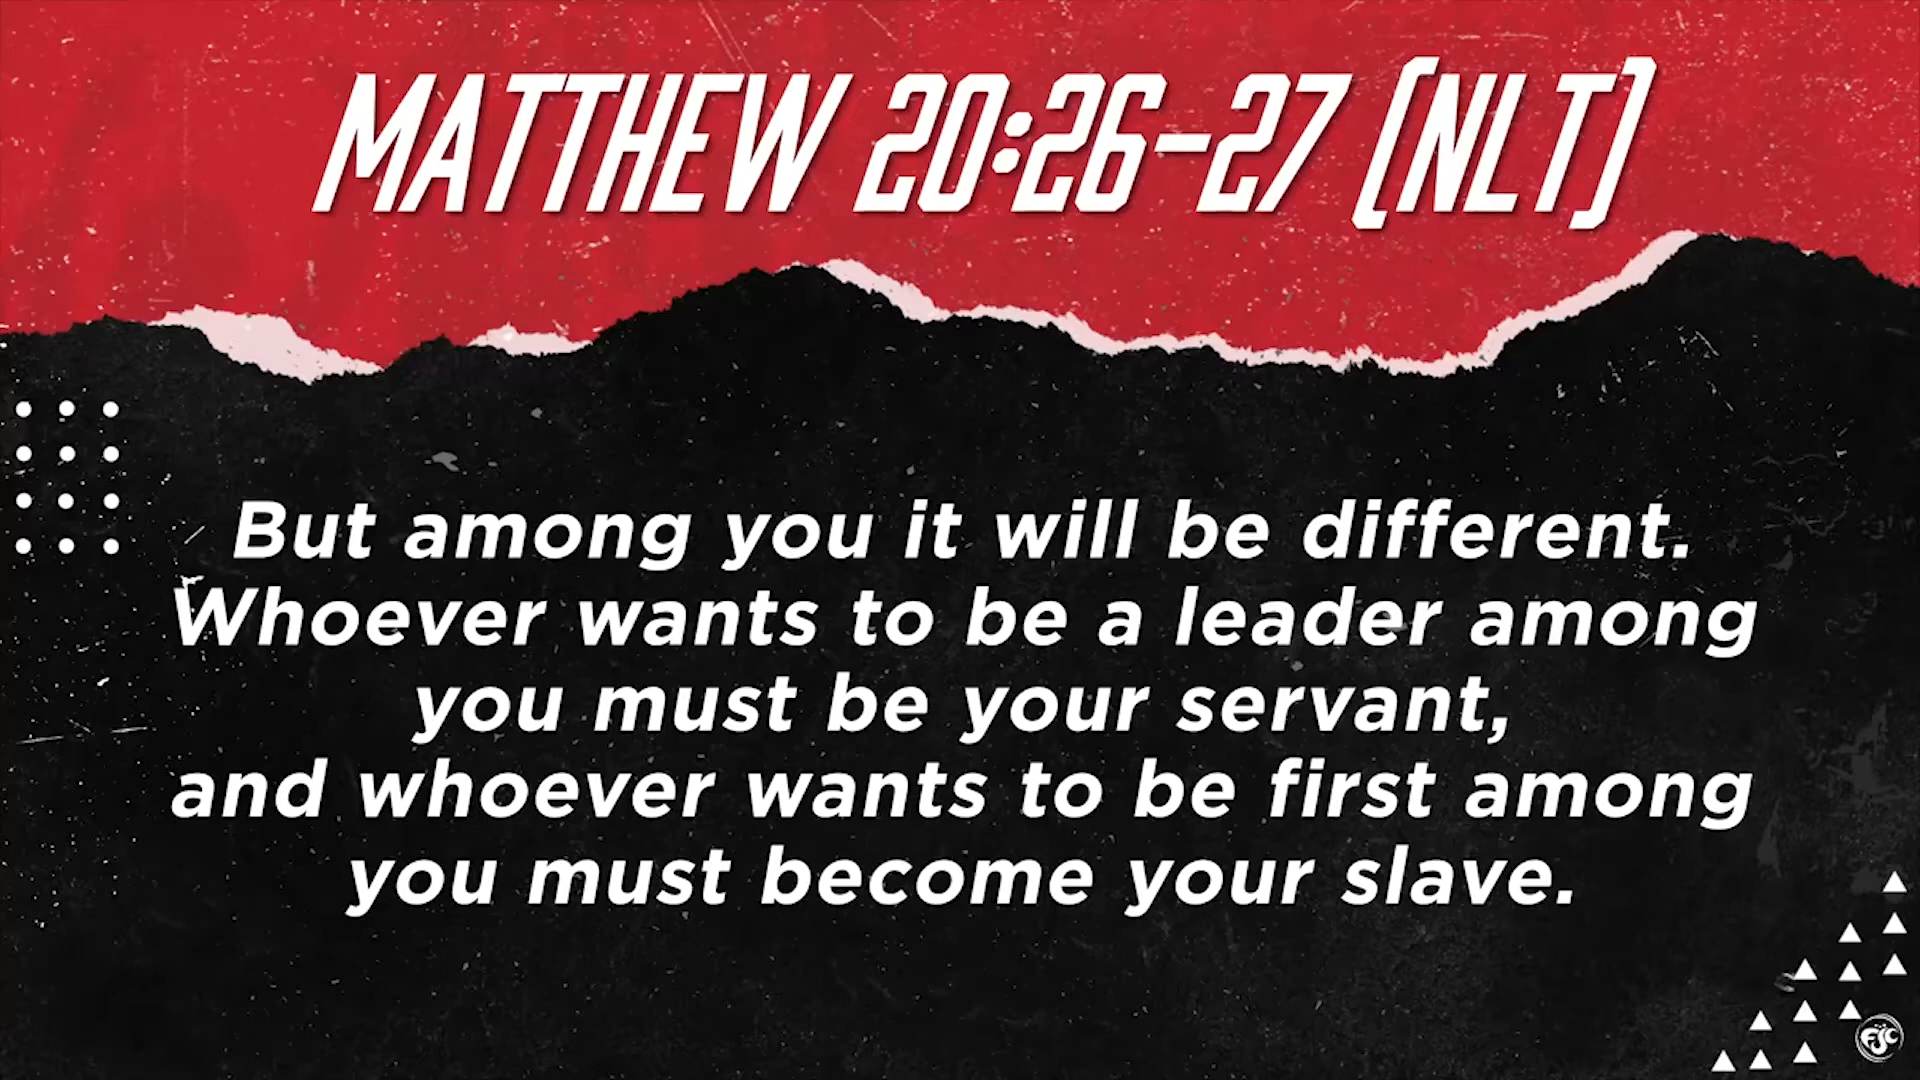 MATTHEW 20:26-27 (NLT)
But among you it will be different.
Whoever wants to be a leader among
you must be your servant,
and whoever wants to be first among
you must become your slave.
FJC